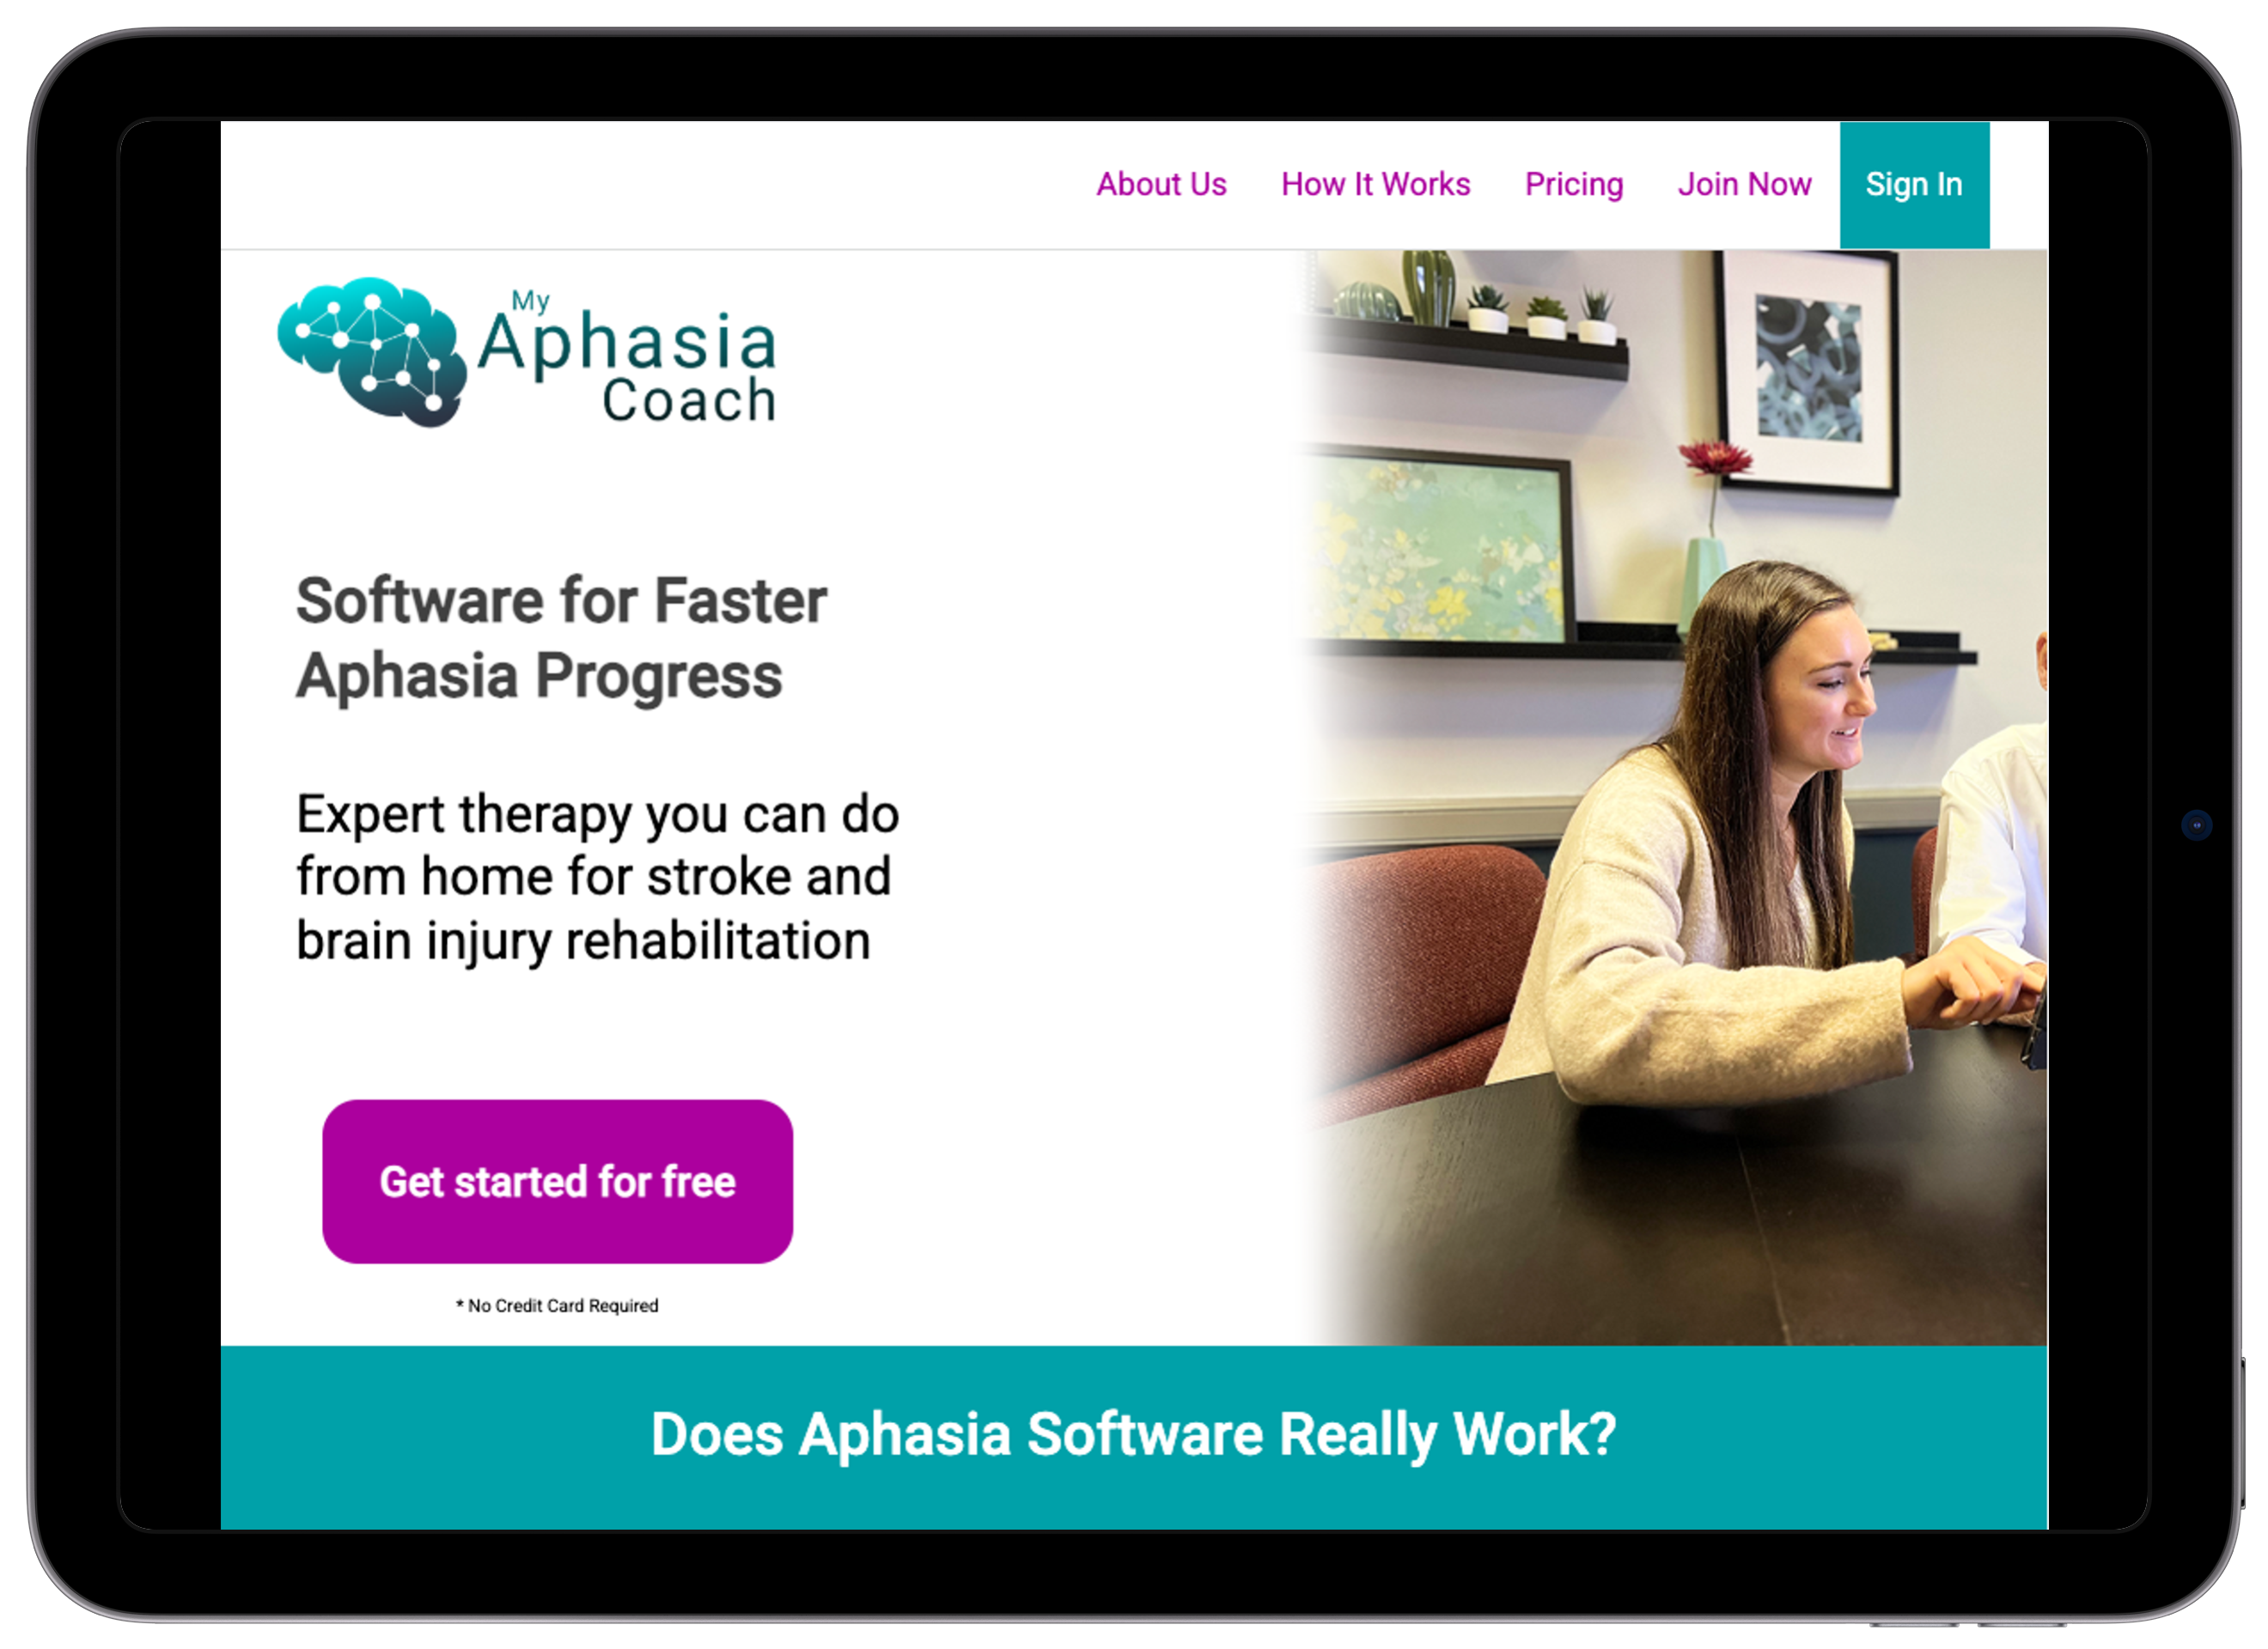 About Us How It Works Pricing Join Now Sign In
My
Aphasia
Coach
Software for Faster
Aphasia Progress
Expert therapy you can do
from home for stroke and
brain injury rehabilitation
Get started for free
* No Credit Card Required
Does Aphasia Software Really Work?